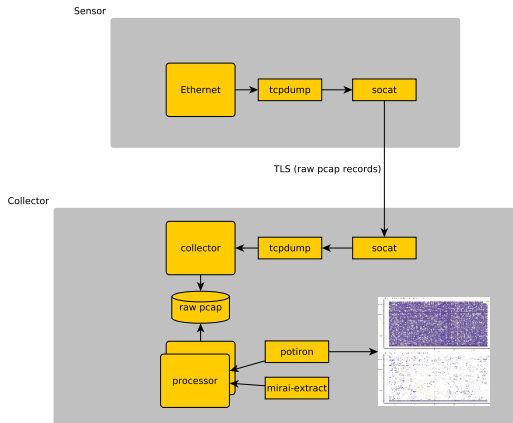 Sensor
Ethernet
tcpdump
socat
TLS (raw pcap records)
Collector
collector
tcpdump
socat
raw pcap
potiron
processor
mirai-extract